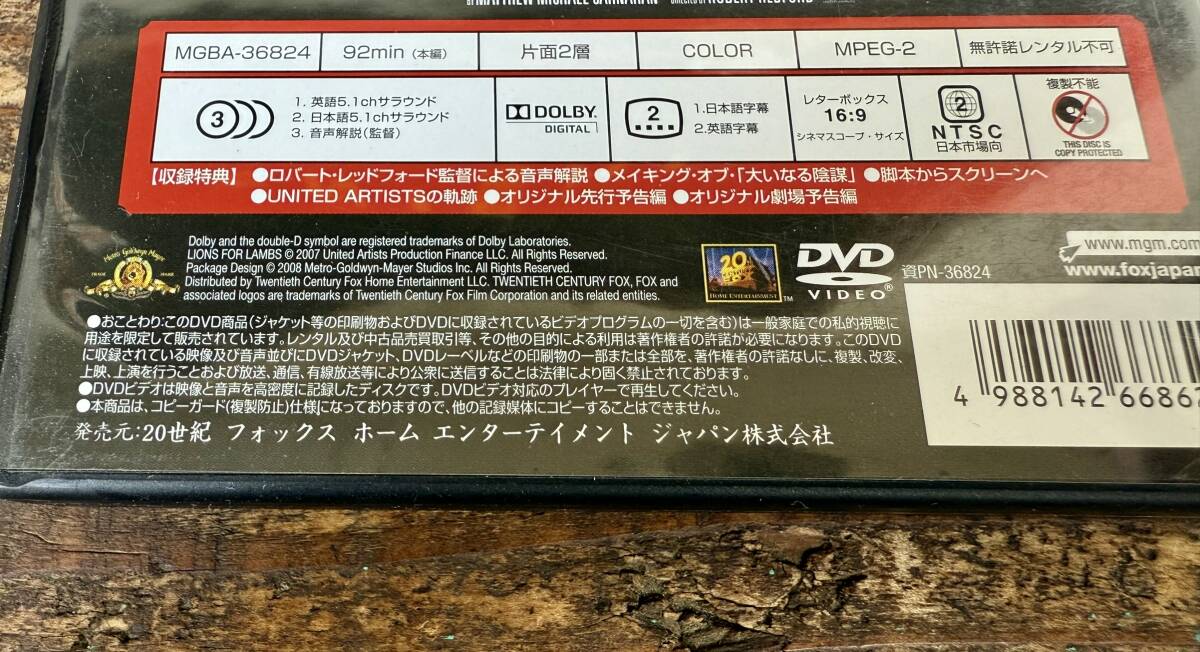 BY MATTHEW MICHAEL CARNAHAN DIRECTED BY ROBERT REDFORD
MGBA-36824 92min (本編) 片面2層 COLOR MPEG-2 無許諾レンタル不可
3
1. 英語5.1chサラウンド
2. 日本語5.1chサラウンド
3. 音声解説(監督)
DOLBY
DIGITAL
2
1.日本語字幕
2.英語字幕
レターボックス
16:9
シネマスコープ・サイズ
2
NTSC
日本市場向
複製不能
THIS DISC IS
COPY PROTECTED
【収録特典】 ●ロバート・レッドフォード監督による音声解説 ●メイキング・オブ・「大いなる陰謀」 ●脚本からスクリーンへ
●UNITED ARTISTSの軌跡 ●オリジナル先行予告編 ●オリジナル劇場予告編
Metro Goldwyn Mayer
TRADE MARK
Dolby and the double-D symbol are registered trademarks of Dolby Laboratories.
LIONS FOR LAMBS © 2007 United Artists Production Finance LLC. All Rights Reserved.
Package Design © 2008 Metro-Goldwyn-Mayer Studios Inc. All Rights Reserved.
Distributed by Twentieth Century Fox Home Entertainment LLC. TWENTIETH CENTURY FOX, FOX and
associated logos are trademarks of Twentieth Century Fox Film Corporation and its related entities.
20th
CENTURY
FOX
HOME ENTERTAINMENT
TM
DVD
VIDEO®
資PN-36824
www.mgm.com
www.foxjapan
●おことわり:このDVD商品(ジャケット等の印刷物およびDVDに収録されているビデオプログラムの一切を含む)は一般家庭での私的視聴に
用途を限定して販売されています。レンタル及び中古品売買取引等、その他の目的による利用は著作権者の許諾が必要になります。このDVD
に収録されている映像及び音声並びにDVDジャケット、DVDレーベルなどの印刷物の一部または全部を、著作権者の許諾なしに、複製、改変、
上映、上演を行うことおよび放送、通信、有線放送等により公衆に送信することは法律により固く禁止されております。
●DVDビデオは映像と音声を高密度に記録したディスクです。DVDビデオ対応のプレイヤーで再生してください。
●本商品は、コピーガード(複製防止)仕様になっておりますので、他の記録媒体にコピーすることはできません。
発売元:20世紀 フォックス ホーム エンターテイメント ジャパン株式会社
4 988142 66862